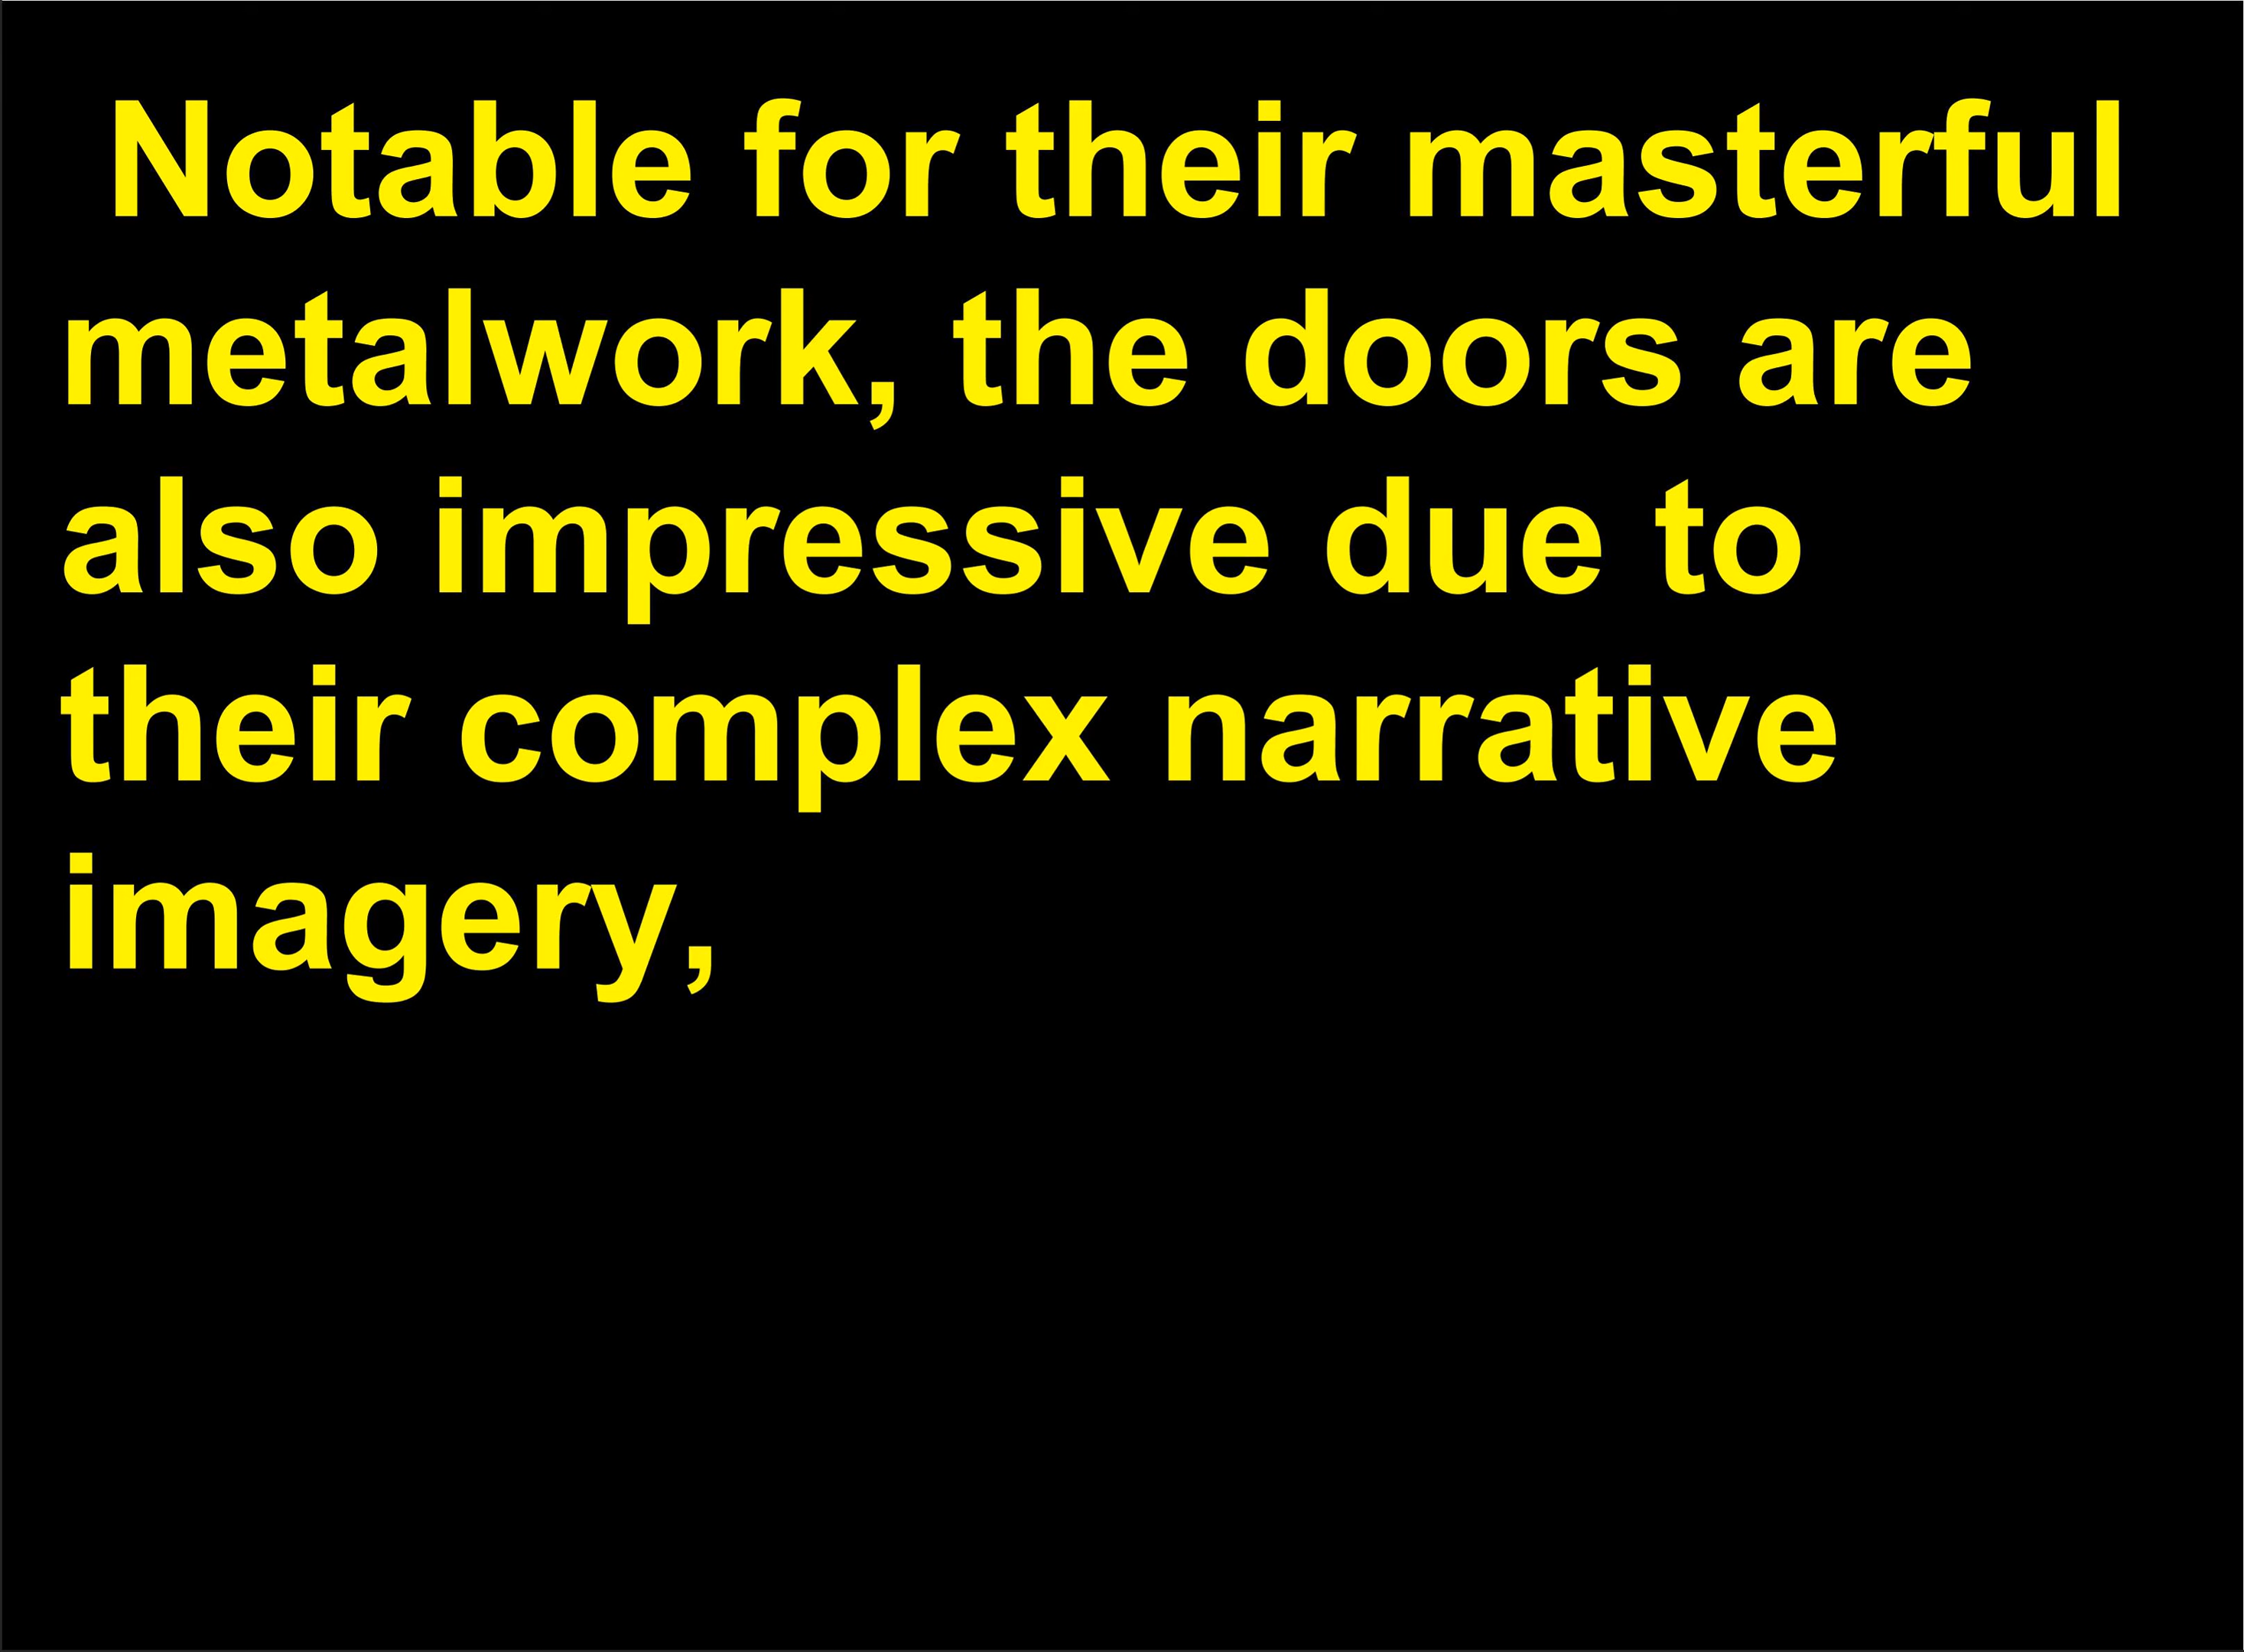 Notable for their masterful
metalwork, the doors are
also impressive due to
their complex narrative
imagery,